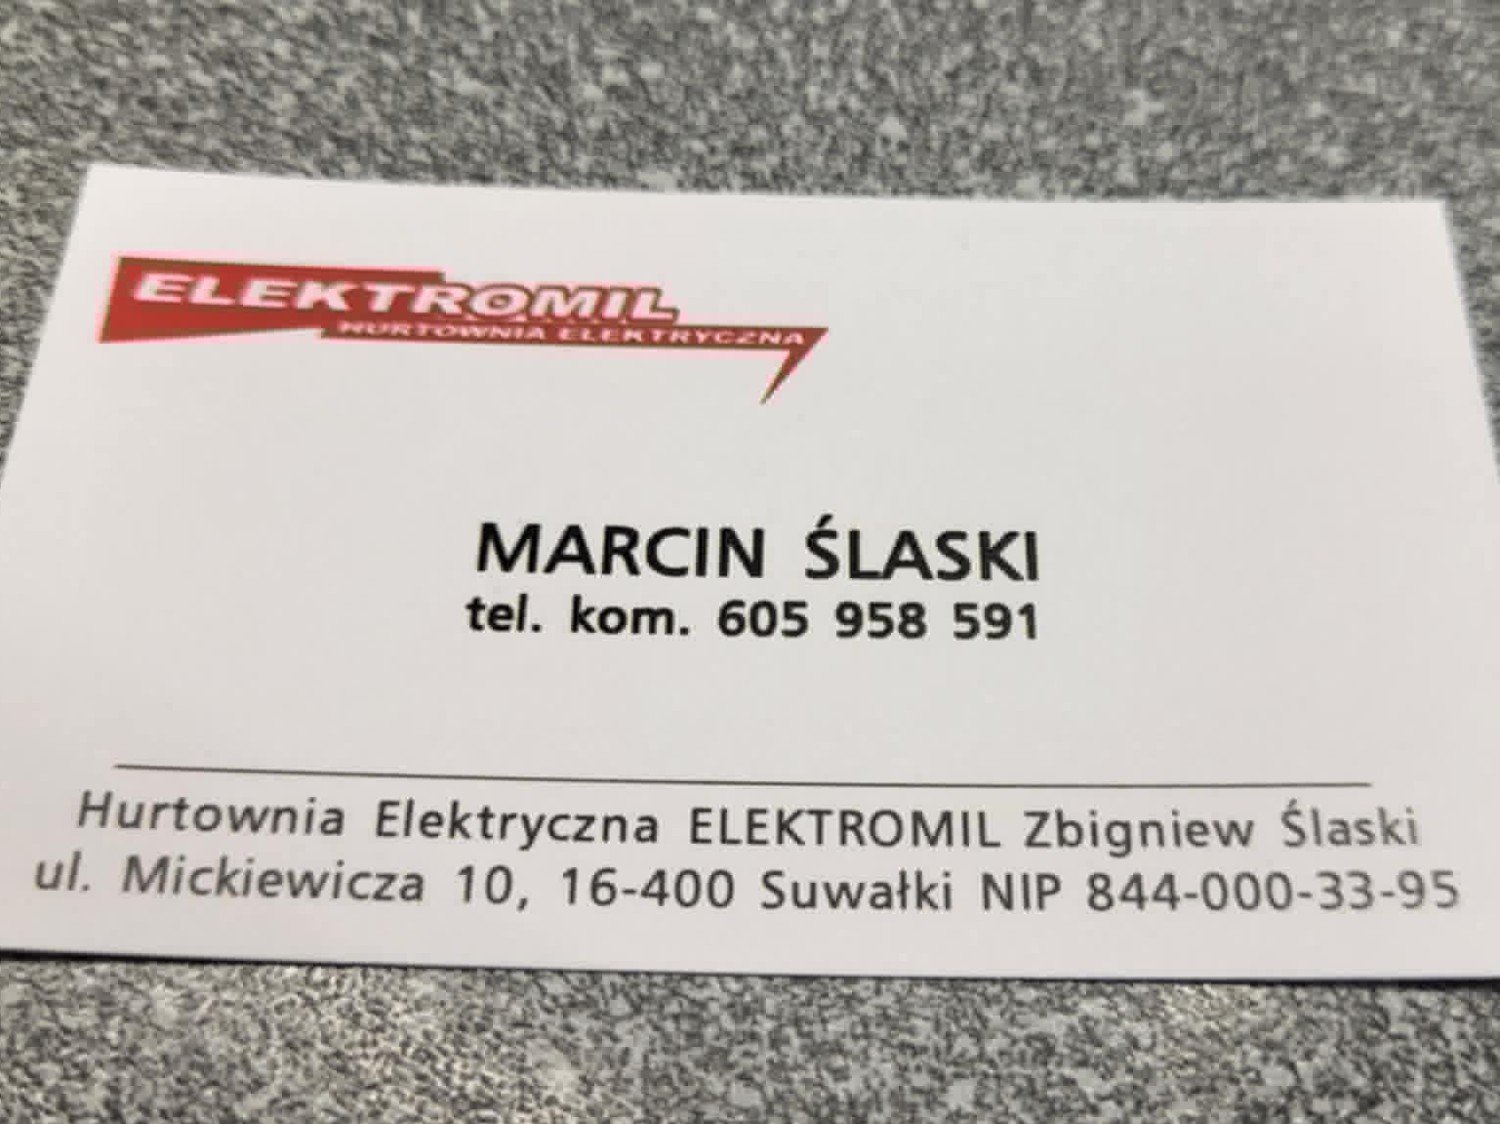 ELEKTROMIL
HURTOWNIA ELEKTRYCZNA
MARCIN ŚLASKI
tel. kom. 605 958 591
Hurtownia Elektryczna ELEKTROMIL Zbigniew Ślaski
ul. Mickiewicza 10, 16-400 Suwałki NIP 844-000-33-95